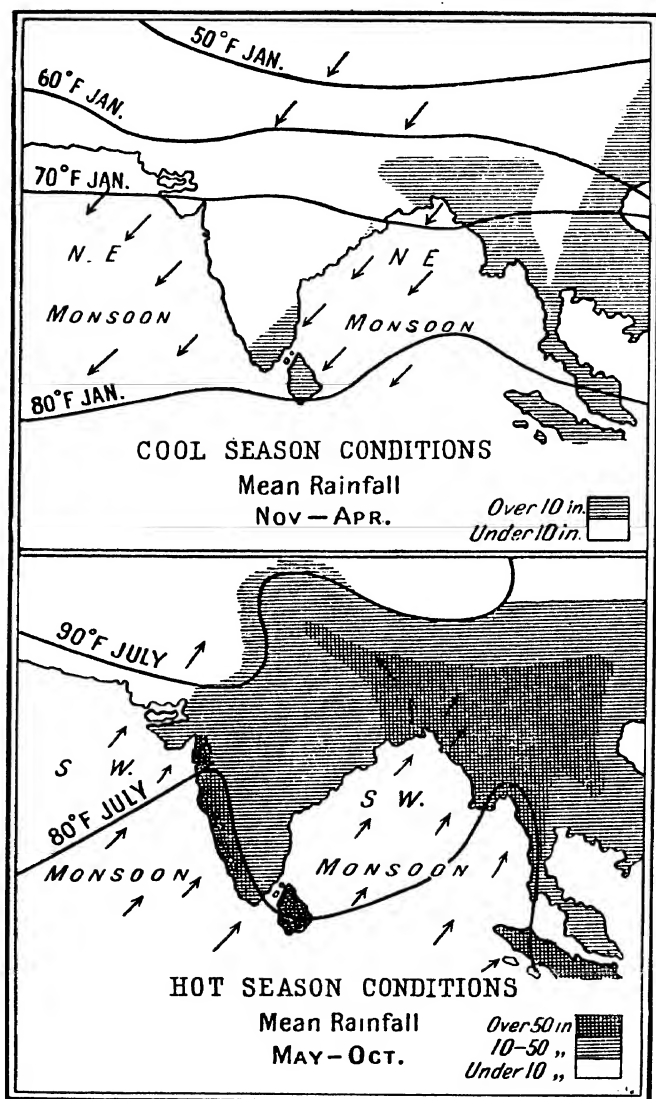 50°F JAN.
60°F JAN.
70°F JAN.
N. E
MONSOON
N E
MONSOON
80°F JAN.
COOL SEASON CONDITIONS
Mean Rainfall
NOV — APR.
Over 10 in.
Under 10 in.
90°F JULY
S W.
80°F JULY
MONSOON
S W.
MONSOON
HOT SEASON CONDITIONS
Mean Rainfall
MAY — OCT.
Over 50 in
10–50 „
Under 10 „